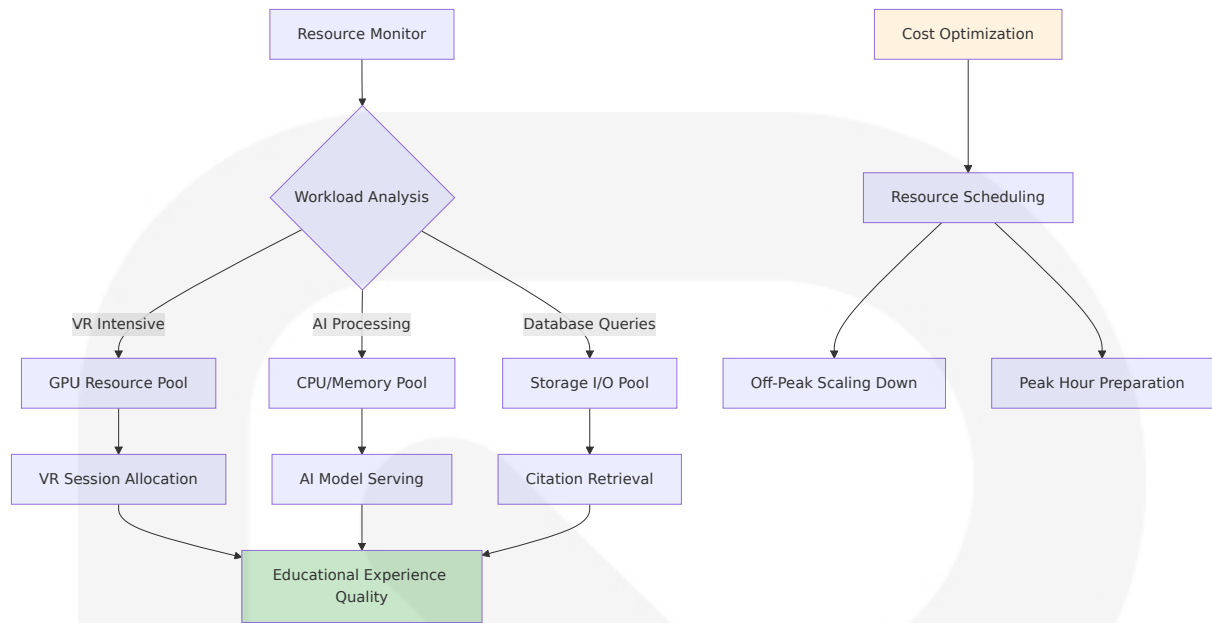 Resource Monitor
Cost Optimization
Workload Analysis
Resource Scheduling
VR Intensive
AI Processing
Database Queries
GPU Resource Pool
CPU/Memory Pool
Storage I/O Pool
Off-Peak Scaling Down
Peak Hour Preparation
VR Session Allocation
AI Model Serving
Citation Retrieval
Educational Experience
Quality